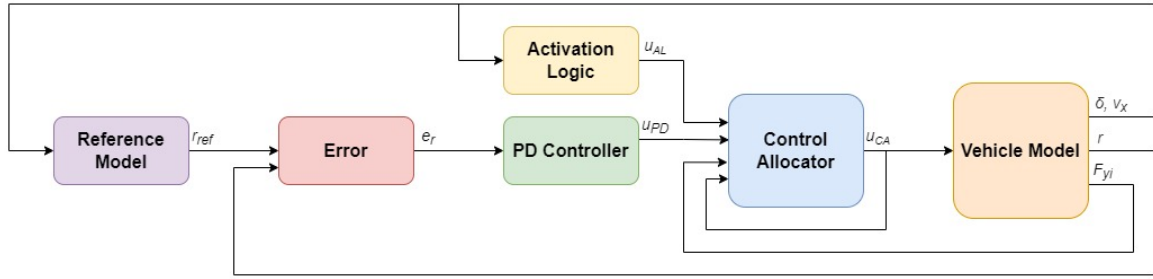 Activation
Logic
u_AL
Reference
Model
r_ref
Error
e_r
PD Controller
u_PD
Control
Allocator
u_CA
Vehicle Model
δ, v_x
r
F_yi